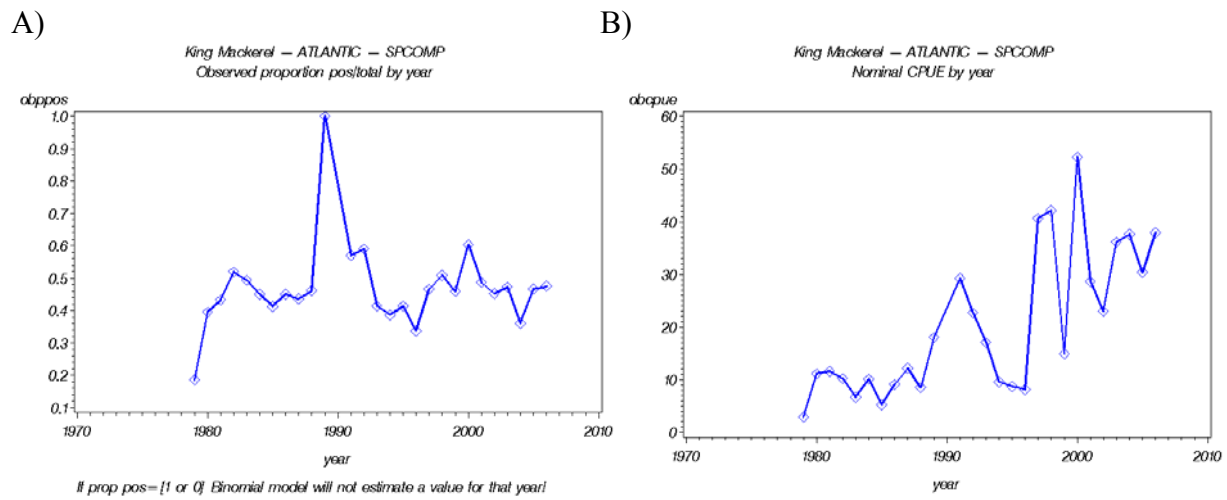 A)
King Mackerel – ATLANTIC – SPCOMP
Observed proportion pos/total by year
obppos
1.0
0.9
0.8
0.7
0.6
0.5
0.4
0.3
0.2
0.1
1970 1980 1990 2000 2010
year
If prop pos=[1 or 0] Binomial model will not estimate a value for that year!
B)
King Mackerel – ATLANTIC – SPCOMP
Nominal CPUE by year
obcpue
60
50
40
30
20
10
0
1970 1980 1990 2000 2010
year